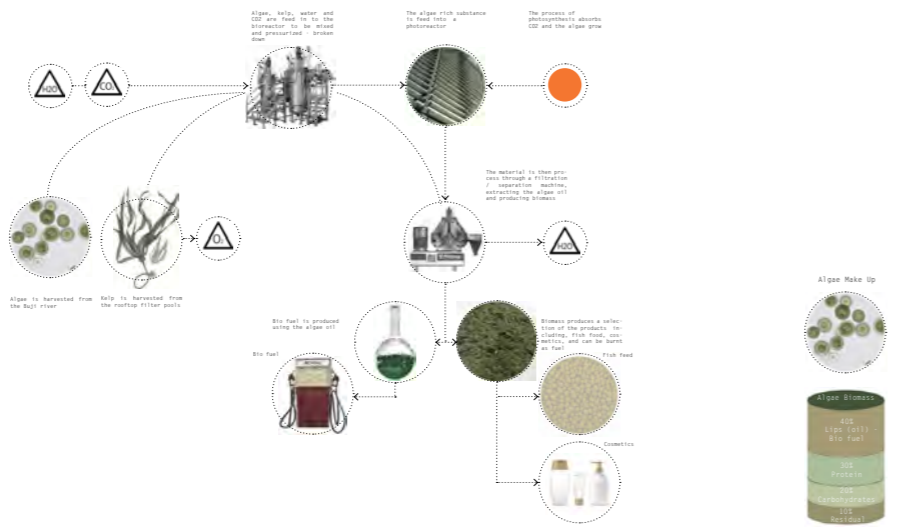 Algae, kelp, water and
CO2 are feed in to the
bioreactor to be mixed
and pressurized - broken
down
The algae rich substance
is feed into a
photoreactor
The process of
photosynthesis absorbs
CO2 and the algae grow
H2O
CO2
The material is then pro-
cess through a filtration
/ separation machine,
extracting the algae oil
and producing biomass
O2
H2O
Algae is harvested from
the Buji river
Kelp is harvested from
the rooftop filter pools
Algae Make Up
Bio fuel is produced
using the algae oil
Biomass produces a selec-
tion of the products in-
cluding, fish food, cos-
metics, and can be burnt
as fuel
Bio fuel
Fish feed
Cosmetics
Algae Biomass
40%
Lips (oil) -
Bio fuel
30%
Protein
20%
Carbohydrates
10%
Residual